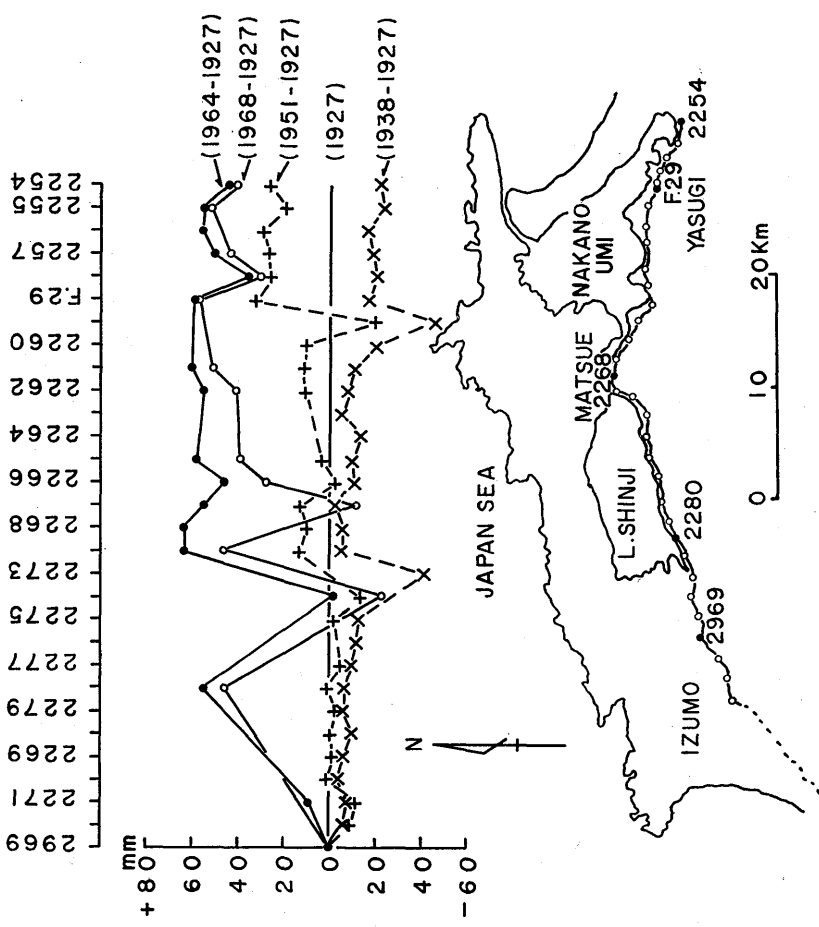 (1964-1927)
(1968-1927)
(1951-1927)
(1927)
(1938-1927)
2254
2255
2257
F.29
2260
2262
2264
2266
2268
2273
2275
2277
2279
2269
2271
2969
mm
+80
60
40
20
0
20
40
-60
JAPAN SEA
NAKANO
UMI
MATSUE
2268
L.SHINJI
2280
2969
IZUMO
F.29
YASUGI
2254
N
0
10
20Km